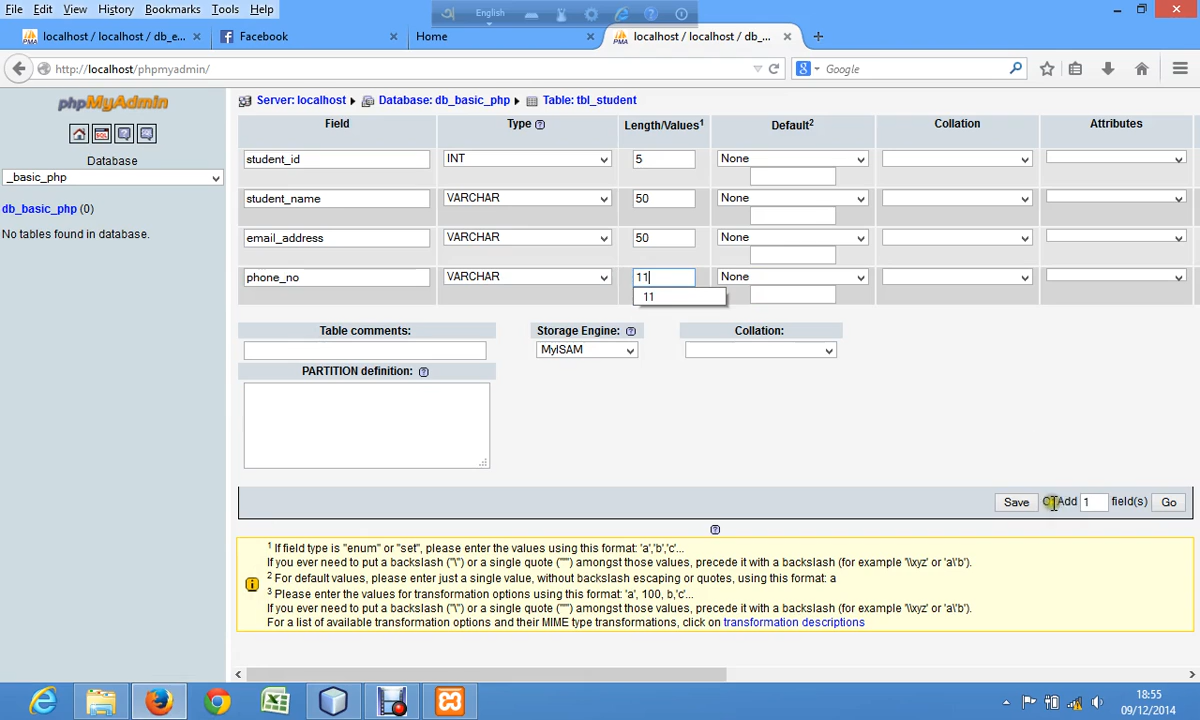 File Edit View History Bookmarks Tools Help
English
localhost / localhost / db_e...
Facebook
Home
localhost / localhost / db_...
http://localhost/phpmyadmin/
Google
phpMyAdmin
Database
_basic_php
db_basic_php (0)
No tables found in database.
Server: localhost Database: db_basic_php Table: tbl_student
Field Type Length/Values1 Default2 Collation Attributes
student_id INT 5 None
student_name VARCHAR 50 None
email_address VARCHAR 50 None
phone_no VARCHAR 11 None
11
Table comments: Storage Engine: Collation:
MyISAM
PARTITION definition:
Save Add 1 field(s) Go
1 If field type is "enum" or "set", please enter the values using this format: 'a','b','c'...
If you ever need to put a backslash ("\") or a single quote ("'") amongst those values, precede it with a backslash (for example '\\xyz' or 'a\'b').
2 For default values, please enter just a single value, without backslash escaping or quotes, using this format: a
3 Please enter the values for transformation options using this format: 'a', 100, b,'c'...
If you ever need to put a backslash ("\") or a single quote ("'") amongst those values, precede it with a backslash (for example '\\xyz' or 'a\'b').
For a list of available transformation options and their MIME type transformations, click on transformation descriptions
18:55
09/12/2014